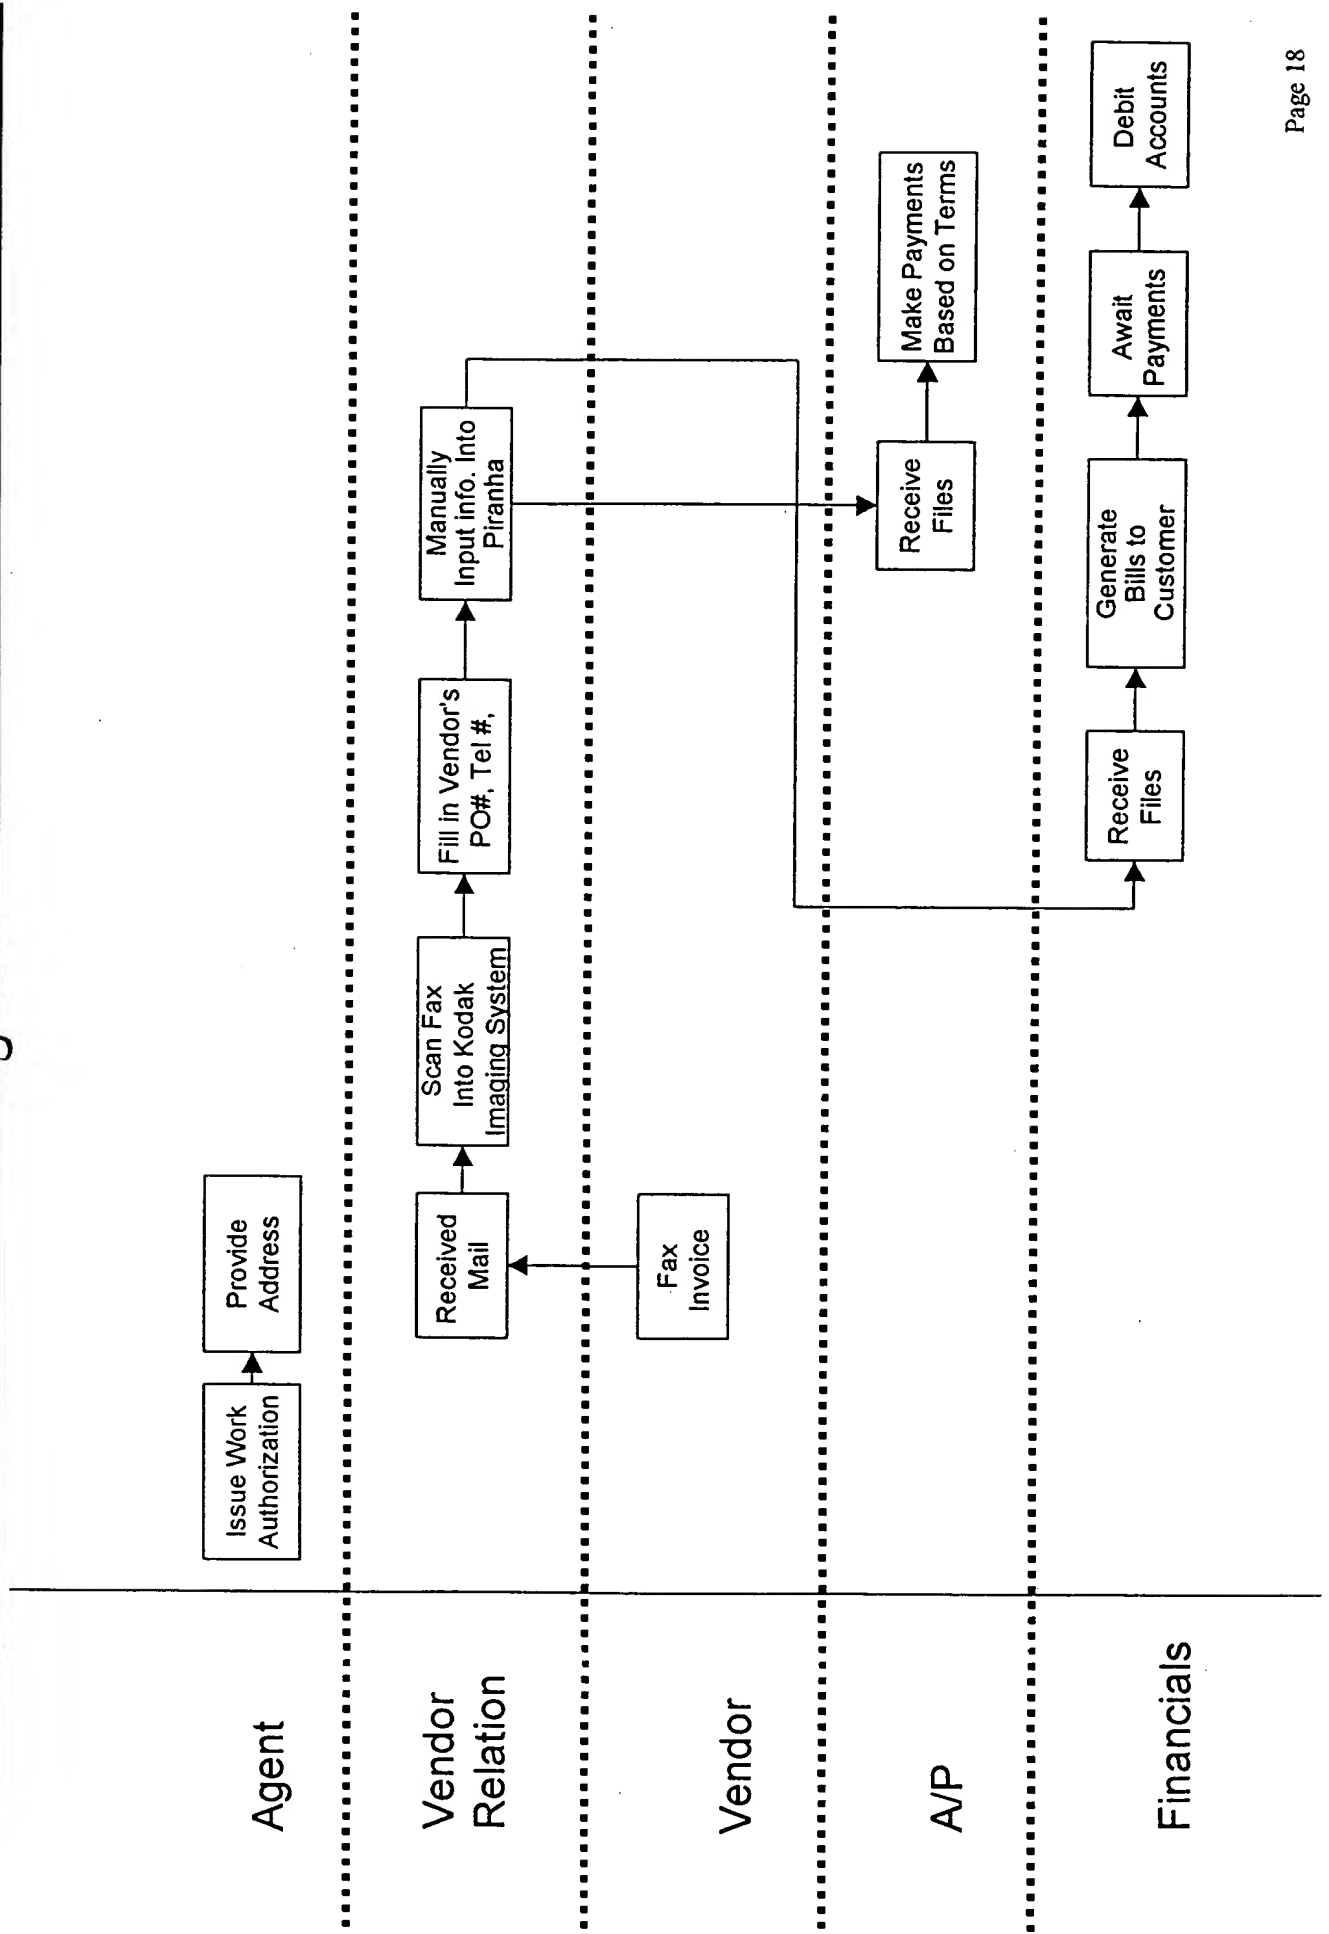 Agent
Issue Work
Authorization
Provide
Address
Vendor
Relation
Received
Mail
Scan Fax
Into Kodak
Imaging System
Fill in Vendor's
PO#, Tel #,
Manually
Input info. Into
Piranha
Vendor
Fax
Invoice
A/P
Receive
Files
Make Payments
Based on Terms
Financials
Receive
Files
Generate
Bills to
Customer
Await
Payments
Debit
Accounts
Page 18